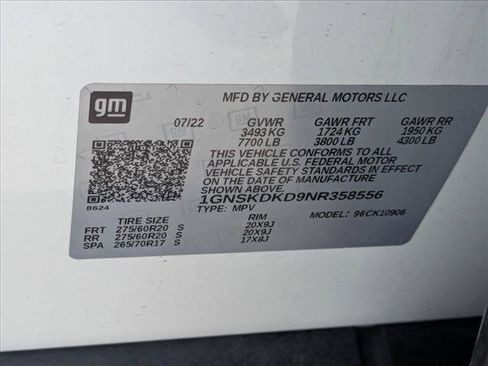 gm
MFD BY GENERAL MOTORS LLC
07/22 GVWR GAWR FRT GAWR RR
3493 KG 1724 KG 1950 KG
7700 LB 3800 LB 4300 LB
THIS VEHICLE CONFORMS TO ALL
APPLICABLE U.S. FEDERAL MOTOR
VEHICLE SAFETY STANDARDS IN EFFECT
ON THE DATE OF MANUFACTURE
SHOWN ABOVE.
8624
1GNSKDKD9NR358556
TYPE: MPV MODEL: 96CK10906
TIRE SIZE RIM
FRT 275/60R20 S 20X9J
RR 275/60R20 S 20X9J
SPA 265/70R17 S 17X8J